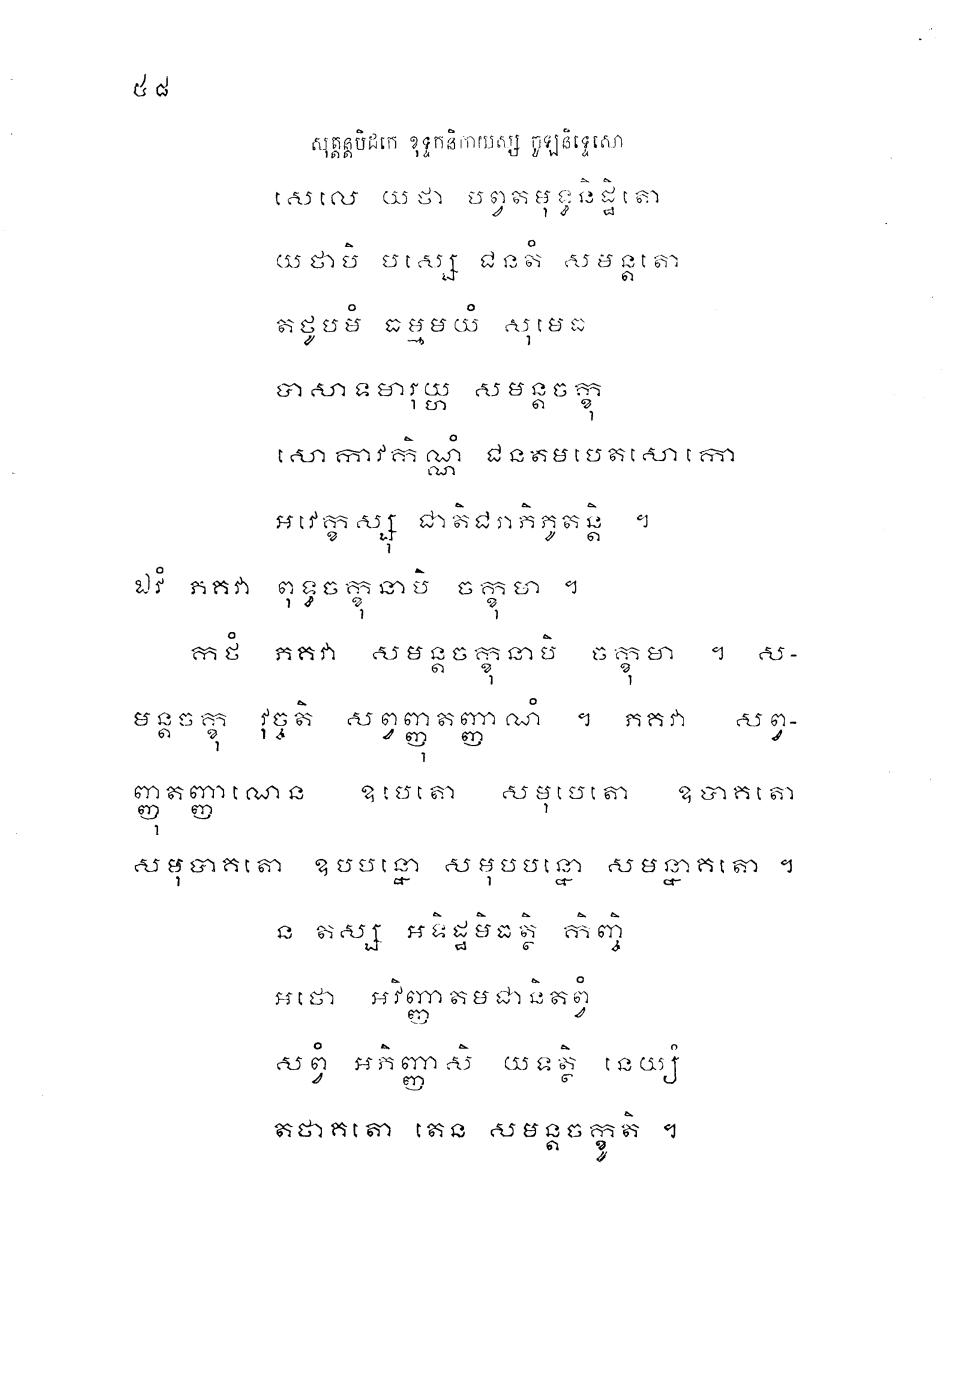 ៥៨
សុត្តន្តបិដកេ ខុទ្ទកនិកាយស្ស ចូឡនិទ្ទេសោ
សេលេ យថា បព្វតមុទ្ធនិដ្ឋិតោ
យថាបិ បស្សេ ជនតំ សមន្តតោ
តថូបមំ ធម្មមយំ សុមេធ
បាសាទមារុយ្ហ សមន្តចក្ខុ
សោកាវកិណ្ណំ ជនតមបេតសោកោ
អវេក្ខស្សុ ជាតិជរាភិភូតន្តិ ។
ឯវំ ភគវា ពុទ្ធចក្ខុនាបិ ចក្ខុមា ។
កថំ ភគវា សមន្តចក្ខុនាបិ ចក្ខុមា ។ ស-
មន្តចក្ខុ វុច្ចតិ សព្វញ្ញុតញ្ញាណំ ។ ភគវា សព្វ-
ញ្ញុតញ្ញាណេន ឧបេតោ សមុបេតោ ឧបាគតោ
សមុបាគតោ ឧបបន្នោ សមុបបន្នោ សមន្នាគតោ ។
ន តស្ស អទិដ្ឋមិធត្ថិ កិញ្ចិ
អថោ អវិញ្ញាតមជានិតព្វំ
សព្វំ អភិញ្ញាសិ យទត្ថិ នេយ្យំ
តថាគតោ តេន សមន្តចក្ខូតិ ។